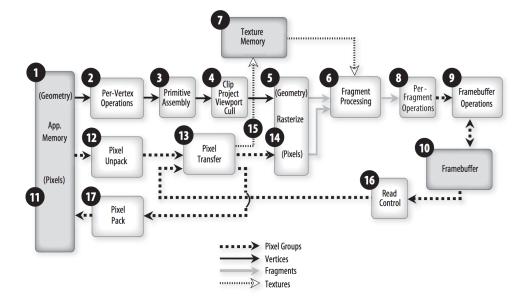 7
Texture
Memory
1
(Geometry)
App.
Memory
(Pixels)
11
2
Per-Vertex
Operations
3
Primitive
Assembly
4
Clip
Project
Viewport
Cull
5
(Geometry)
Rasterize
14
(Pixels)
6
Fragment
Processing
8
Per-
Fragment
Operations
9
Framebuffer
Operations
12
Pixel
Unpack
13
Pixel
Transfer
15
10
Framebuffer
16
Read
Control
17
Pixel
Pack
Pixel Groups
Vertices
Fragments
Textures